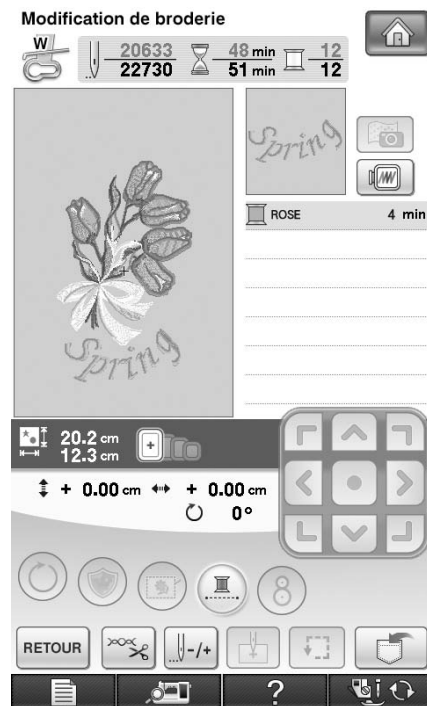 Modification de broderie
W
20633 48 min 12
22730 51 min 12
Spring
ROSE 4 min
Spring
20.2 cm
12.3 cm
+ 0.00 cm + 0.00 cm
0°
RETOUR
-/+
?